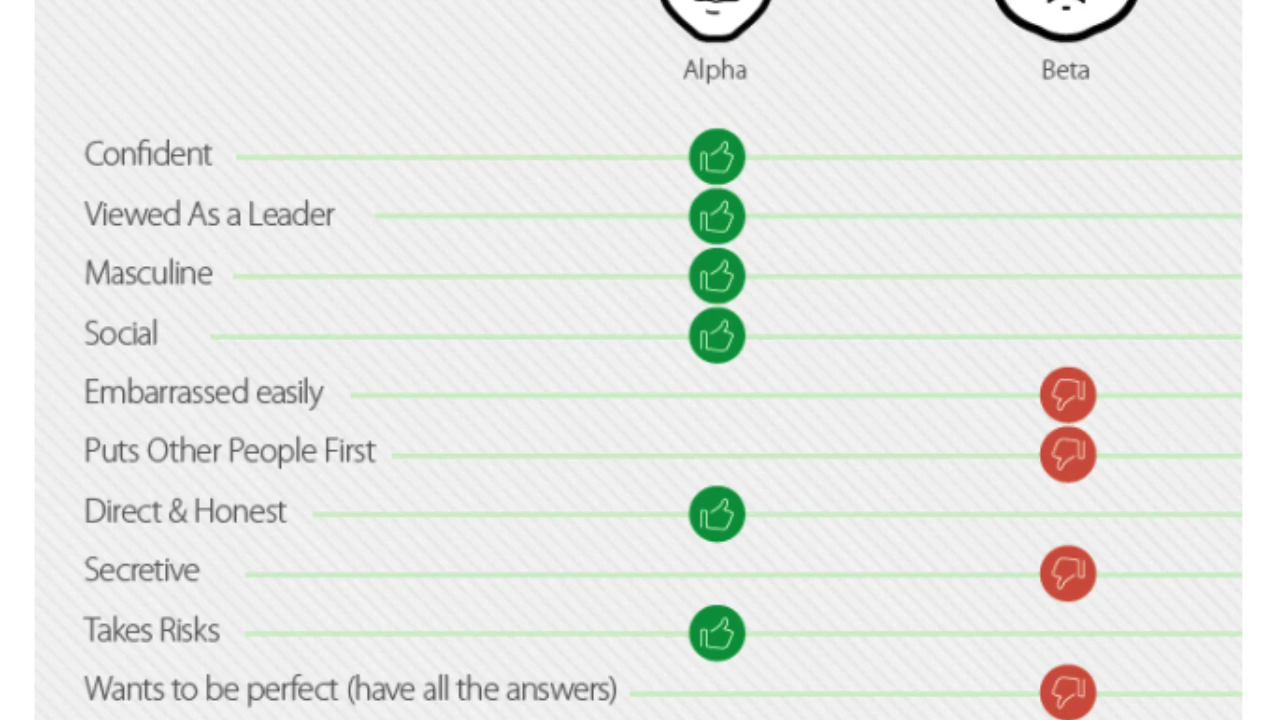 Alpha Beta
Confident
Viewed As a Leader
Masculine
Social
Embarrassed easily
Puts Other People First
Direct & Honest
Secretive
Takes Risks
Wants to be perfect (have all the answers)